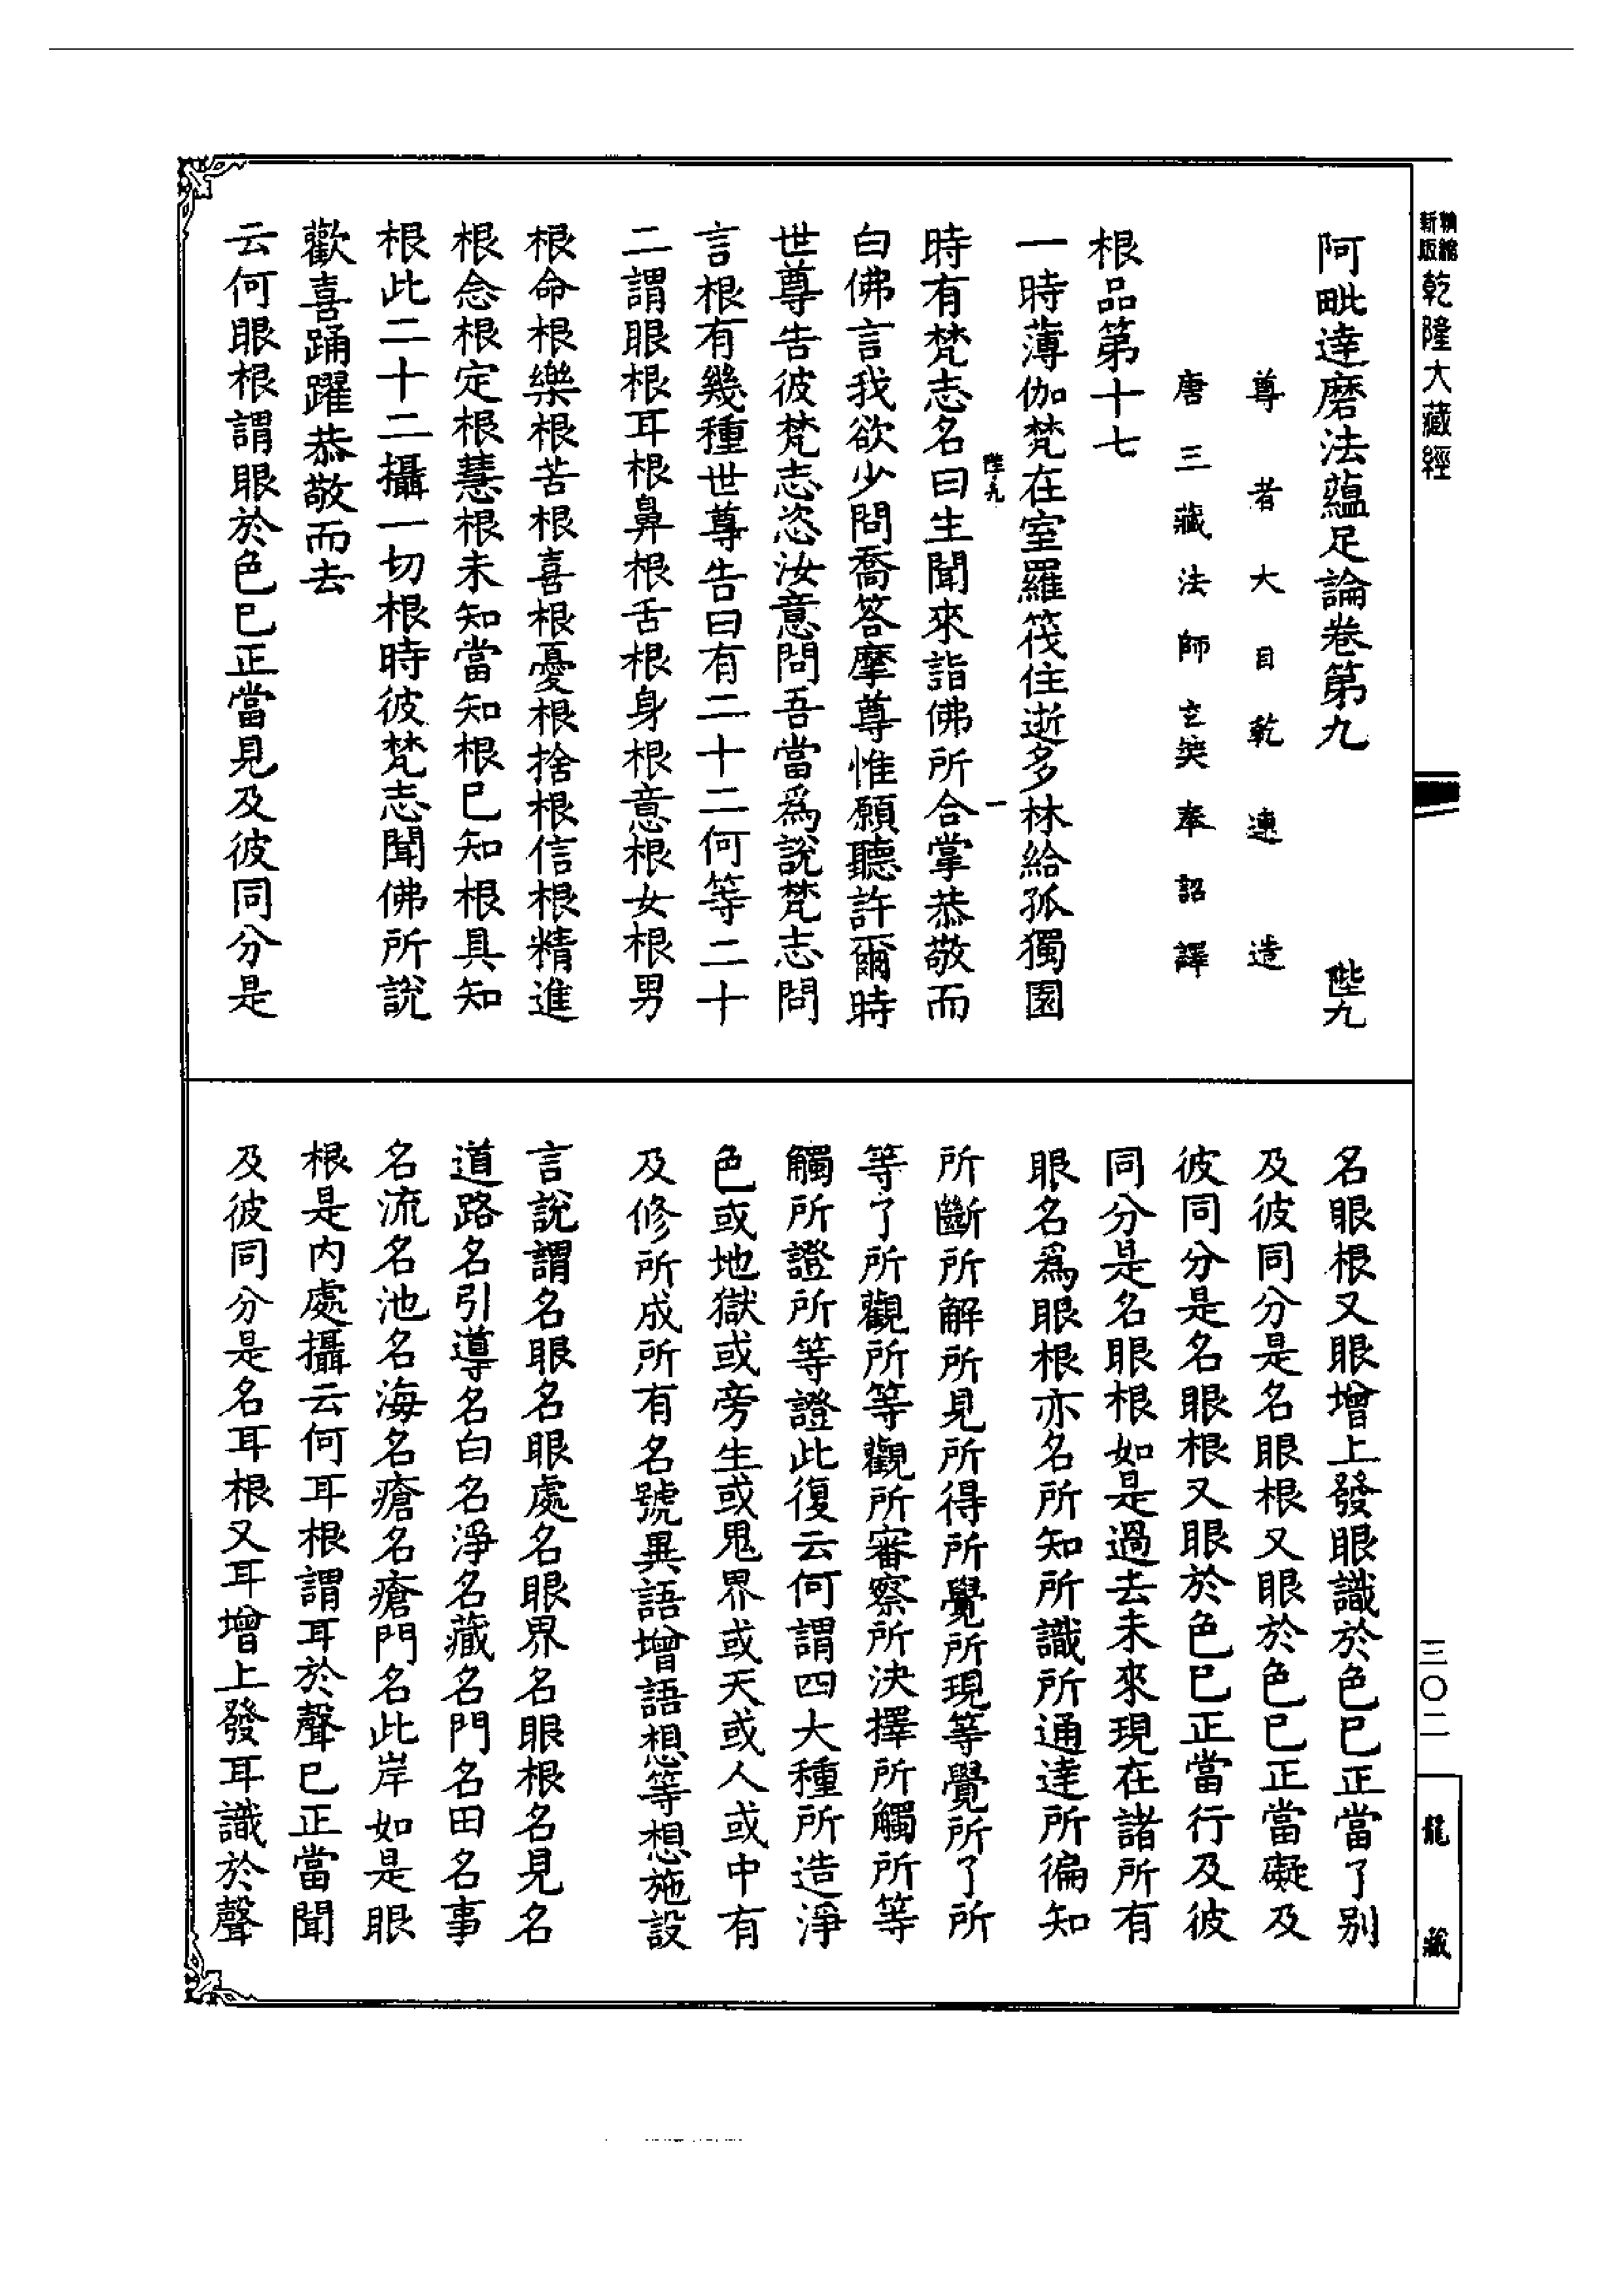 新版精縮乾隆大藏經
三〇二
龍藏
阿毗達磨法蘊足論卷第九 陛九
尊者大目乾連造
唐三藏法師玄奘奉詔譯
根品第十七
一時薄伽梵在室羅筏住逝多林給孤獨園
陛九 一
時有梵志名曰生聞來詣佛所合掌恭敬而
白佛言我欲少問喬答摩尊惟願聽許爾時
世尊告彼梵志恣汝意問吾當為說梵志問
言根有幾種世尊告曰有二十二何等二十
二謂眼根耳根鼻根舌根身根意根女根男
根命根樂根苦根喜根憂根捨根信根精進
根念根定根慧根未知當知根已知根具知
根此二十二攝一切根時彼梵志聞佛所說
歡喜踊躍恭敬而去
云何眼根謂眼於色已正當見及彼同分是
名眼根又眼增上發眼識於色已正當了别
及彼同分是名眼根又眼於色已正當礙及
彼同分是名眼根又眼於色已正當行及彼
同分是名眼根如是過去未來現在諸所有
眼名為眼根亦名所知所識所通達所徧知
所斷所解所見所得所覺所現等覺所了所
等了所觀所等觀所審察所決擇所觸所等
觸所證所等證此復云何謂四大種所造淨
色或地獄或旁生或鬼界或天或人或中有
及修所成所有名號異語增語想等想施設
言說謂名眼名眼處名眼界名眼根名見名
道路名引導名白名淨名藏名門名田名事
名流名池名海名瘡名瘡門名此岸如是眼
根是内處攝云何耳根謂耳於聲已正當聞
及彼同分是名耳根又耳增上發耳識於聲